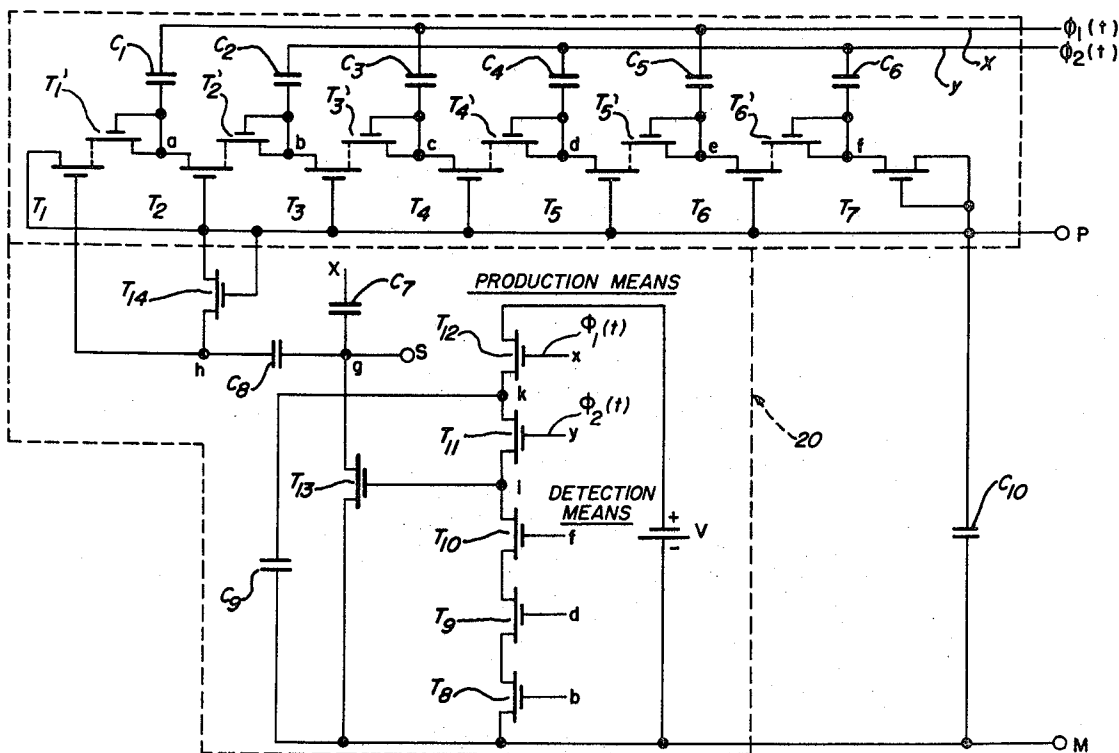 C1 C2 C3 C4 C5 C6 ϕ1(t)
x ϕ2(t)
y
T1' T2' T3' T4' T5' T6'
a b c d e f
T1 T2 T3 T4 T5 T6 T7
P
T14 X C7 PRODUCTION MEANS
T12 ϕ1(t)
x
h C8 g S
k
ϕ2(t)
T11 y 20
T13 l DETECTION MEANS C10
+
T10 f V
-
C9 T9 d
T8 b
M